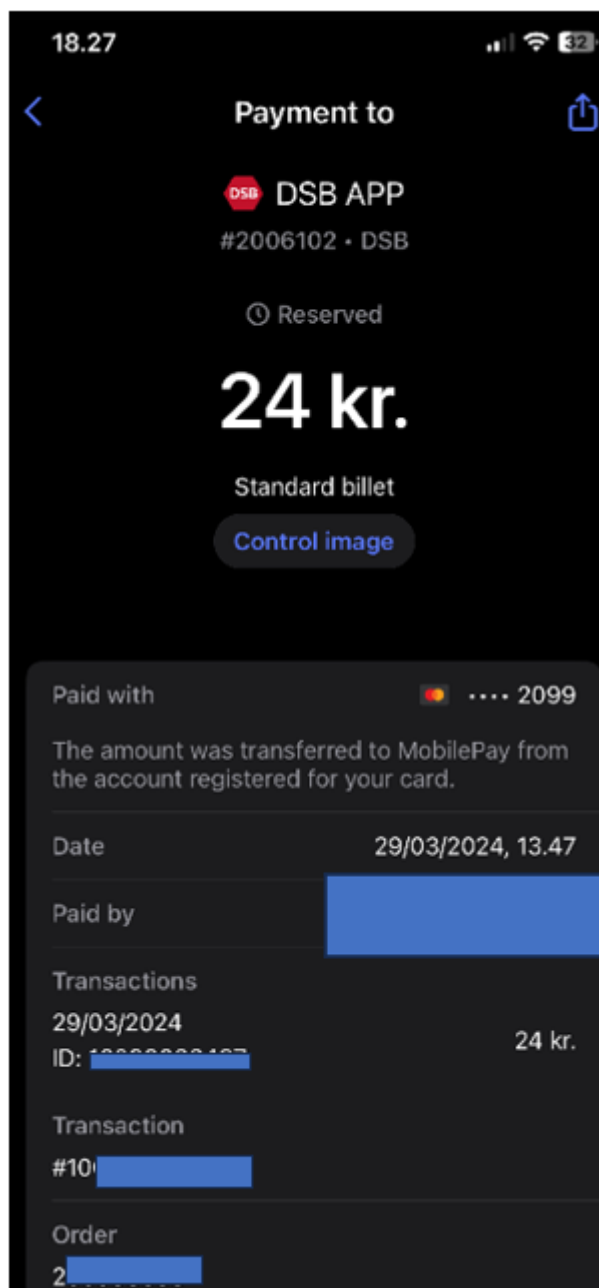 18.27
32
Payment to
DSB DSB APP
#2006102 • DSB
Reserved
24 kr.
Standard billet
Control image
Paid with •••• 2099
The amount was transferred to MobilePay from
the account registered for your card.
Date 29/03/2024, 13.47
Paid by
Transactions
29/03/2024
ID: 24 kr.
Transaction
#10
Order
2